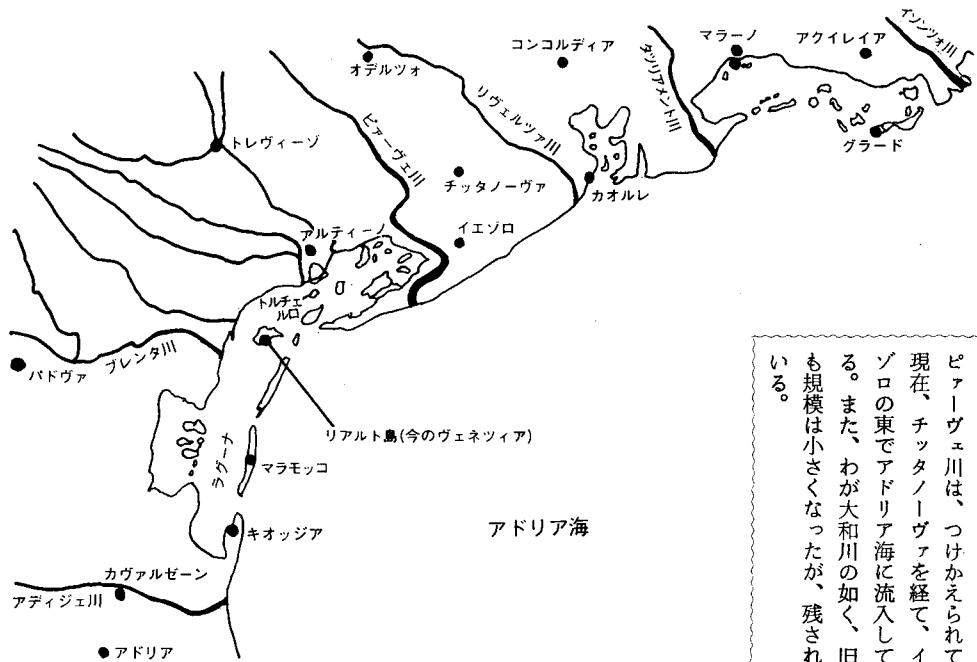 イソンツォ川
マラーノ
アクイレイア
コンコルディア
タツリアメント川
オデルツォ
リヴェルツァ川
グラード
ピァーヴェ川
トレヴィーゾ
チッタノーヴァ
カオルレ
イエゾロ
アルティーノ
トルチェ
ルロ
ブレンタ川
パドヴァ
リアルト島(今のヴェネツィア)
マラモッコ
ラグーナ
アドリア海
キオッジア
カヴァルゼーン
アディジェ川
アドリア
ピァーヴェ川は、つけかえられて
現在、チッタノーヴァを経て、イ
ゾロの東でアドリア海に流入して
る。また、わが大和川の如く、旧
も規模は小さくなったが、残され
いる。